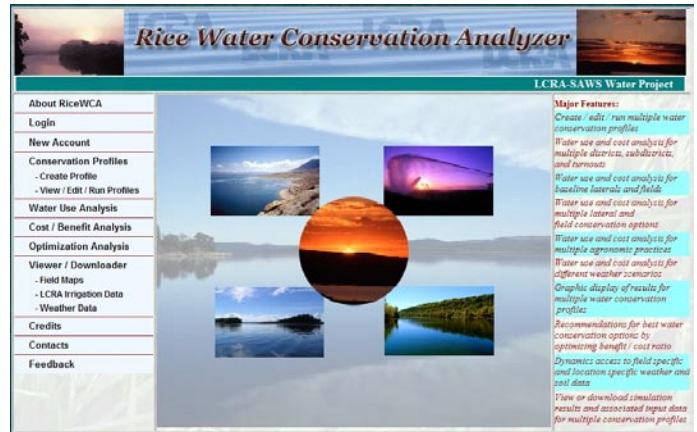 Rice Water Conservation Analyzer
LCRA-SAWS Water Project
About RiceWCA
Login
New Account
Conservation Profiles
- Create Profile
- View / Edit / Run Profiles
Water Use Analysis
Cost / Benefit Analysis
Optimization Analysis
Viewer / Downloader
- Field Maps
- LCRA Irrigation Data
- Weather Data
Credits
Contacts
Feedback
Major Features:
Create / edit / run multiple water
conservation profiles
Water use and cost analysis for
multiple districts, subdistricts,
and turnouts
Water use and cost analysis for
baseline laterals and fields
Water use and cost analysis for
multiple lateral and
field conservation options
Water use and cost analysis for
multiple agronomic practices
Water use and cost analysis for
different weather scenarios
Graphic display of results for
multiple water conservation
profiles
Recommendations for best water
conservation options by
optimizing benefit / cost ratio
Dynamics access to field specific
and location specific weather and
soil data
View or download simulation
results and associated input data
for multiple conservation profiles